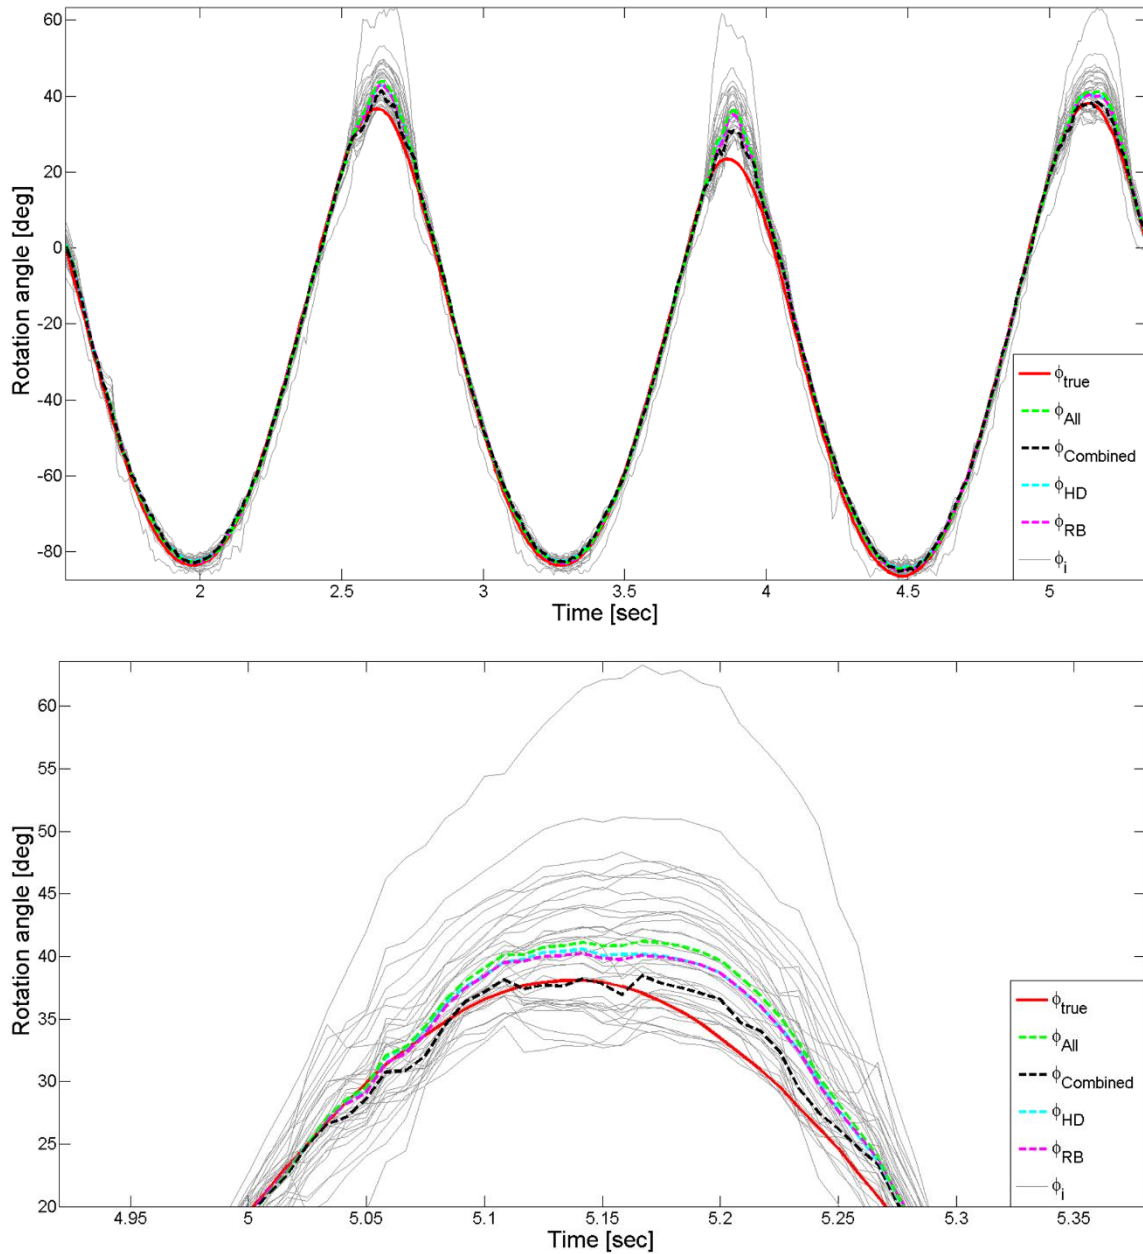 60
40
20
0
-20
-40
-60
-80
Rotation angle [deg]
2
2.5
3
3.5
4
4.5
5
Time [sec]
ϕtrue
ϕAll
ϕCombined
ϕHD
ϕRB
ϕi
60
55
50
45
40
35
30
25
20
Rotation angle [deg]
4.95
5
5.05
5.1
5.15
5.2
5.25
5.3
5.35
Time [sec]
ϕtrue
ϕAll
ϕCombined
ϕHD
ϕRB
ϕi